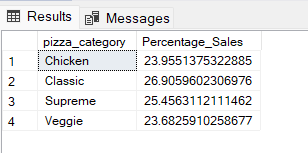 Results Messages
pizza_category Percentage_Sales
1 Chicken 23.9551375322885
2 Classic 26.9059602306976
3 Supreme 25.4563112111462
4 Veggie 23.6825910258677